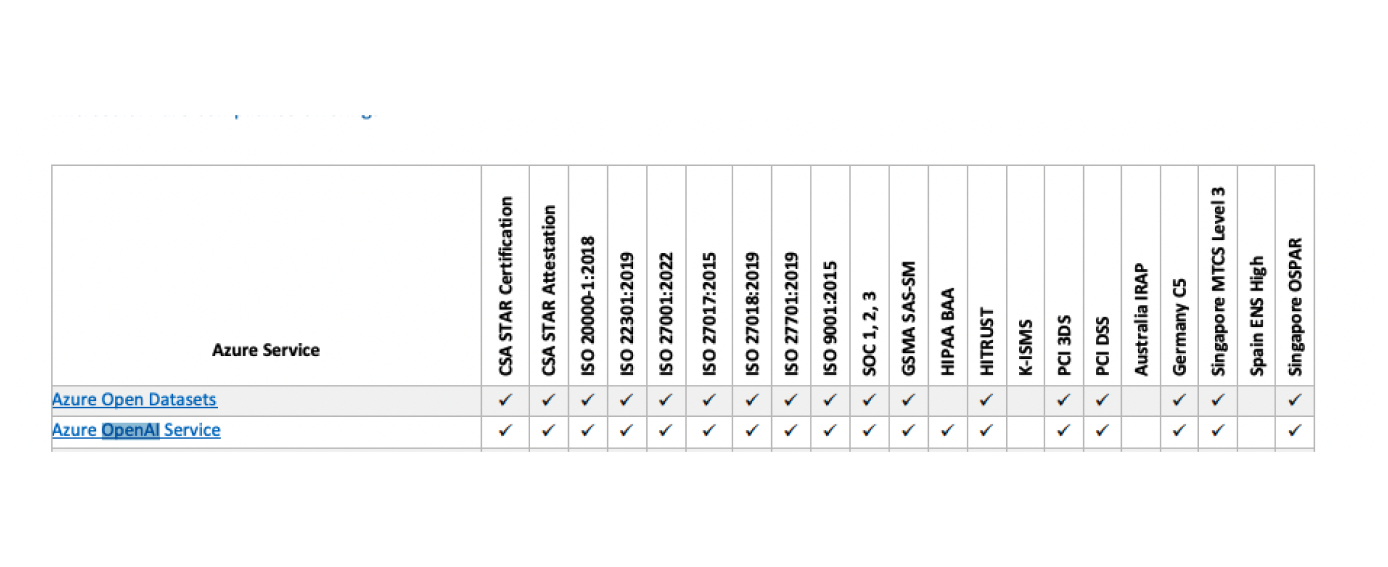 Azure Service
CSA STAR Certification
CSA STAR Attestation
ISO 20000-1:2018
ISO 22301:2019
ISO 27001:2022
ISO 27017:2015
ISO 27018:2019
ISO 27701:2019
ISO 9001:2015
SOC 1, 2, 3
GSMA SAS-SM
HIPAA BAA
HITRUST
K-ISMS
PCI 3DS
PCI DSS
Australia IRAP
Germany C5
Singapore MTCS Level 3
Spain ENS High
Singapore OSPAR
Azure Open Datasets ✓ ✓ ✓ ✓ ✓ ✓ ✓ ✓ ✓ ✓ ✓ ✓ ✓ ✓ ✓ ✓ ✓
Azure OpenAI Service ✓ ✓ ✓ ✓ ✓ ✓ ✓ ✓ ✓ ✓ ✓ ✓ ✓ ✓ ✓ ✓ ✓ ✓